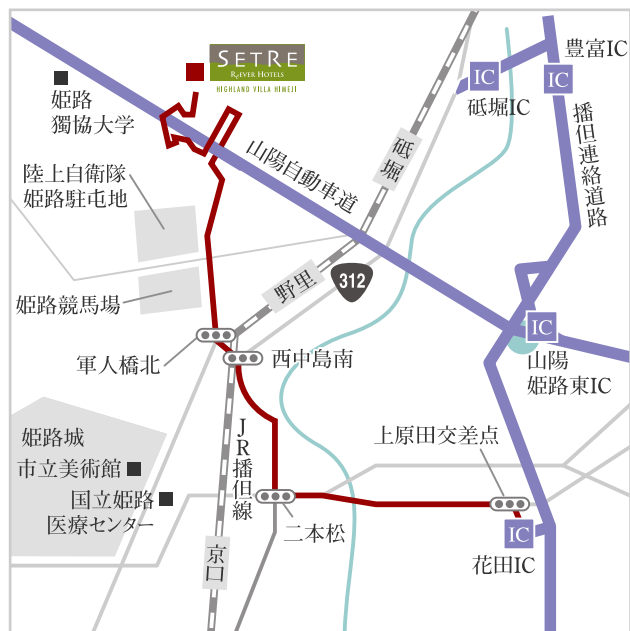 SETRE
R∑EVER HOTELS
HIGHLAND VILLA HIMEJI
豊富IC
IC
IC
砥堀IC
姫路
獨協大学
播但連絡道路
砥堀
山陽自動車道
陸上自衛隊
姫路駐屯地
312
野里
姫路競馬場
IC
山陽
姫路東IC
軍人橋北
西中島南
姫路城
市立美術館
国立姫路
医療センター
JR播但線
上原田交差点
二本松
IC
花田IC
京口